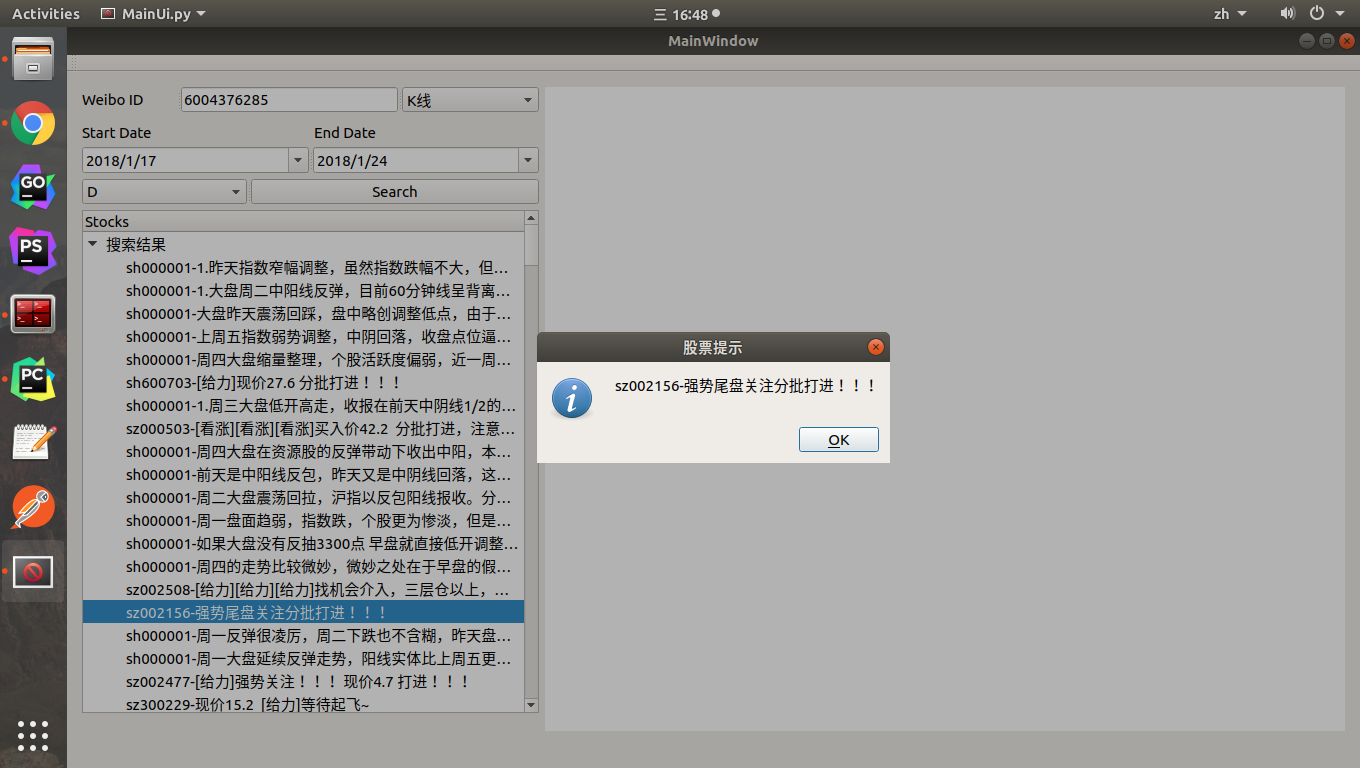 Activities
MainUi.py
三 16:48
zh
MainWindow
Weibo ID
6004376285
K线
Start Date
End Date
2018/1/17
2018/1/24
D
Search
Stocks
搜索结果
sh000001-1.昨天指数窄幅调整，虽然指数跌幅不大，但...
sh000001-1.大盘周二中阳线反弹，目前60分钟线呈背离...
sh000001-大盘昨天震荡回踩，盘中略创调整低点，由于...
sh000001-上周五指数弱势调整，中阴回落，收盘点位逼...
sh000001-周四大盘缩量整理，个股活跃度偏弱，近一周...
sh600703-[给力]现价27.6 分批打进！！！
sh000001-1.周三大盘低开高走，收报在前天中阴线1/2的...
sz000503-[看涨][看涨][看涨]买入价42.2 分批打进，注意...
sh000001-周四大盘在资源股的反弹带动下收出中阳，本...
sh000001-前天是中阳线反包，昨天又是中阴线回落，这...
sh000001-周二大盘震荡回拉，沪指以反包阳线报收。分...
sh000001-周一盘面趋弱，指数跌，个股更为惨淡，但是...
sh000001-如果大盘没有反抽3300点 早盘就直接低开调整...
sh000001-周四的走势比较微妙，微妙之处在于早盘的假...
sz002508-[给力][给力][给力]找机会介入，三层仓以上，...
sz002156-强势尾盘关注分批打进！！！
sh000001-周一反弹很凌厉，周二下跌也不含糊，昨天盘...
sh000001-周一大盘延续反弹走势，阳线实体比上周五更...
sz002477-[给力]强势关注！！！现价4.7 打进！！！
sz300229-现价15.2 [给力]等待起飞~
股票提示
sz002156-强势尾盘关注分批打进！！！
OK
GO
PS
PC